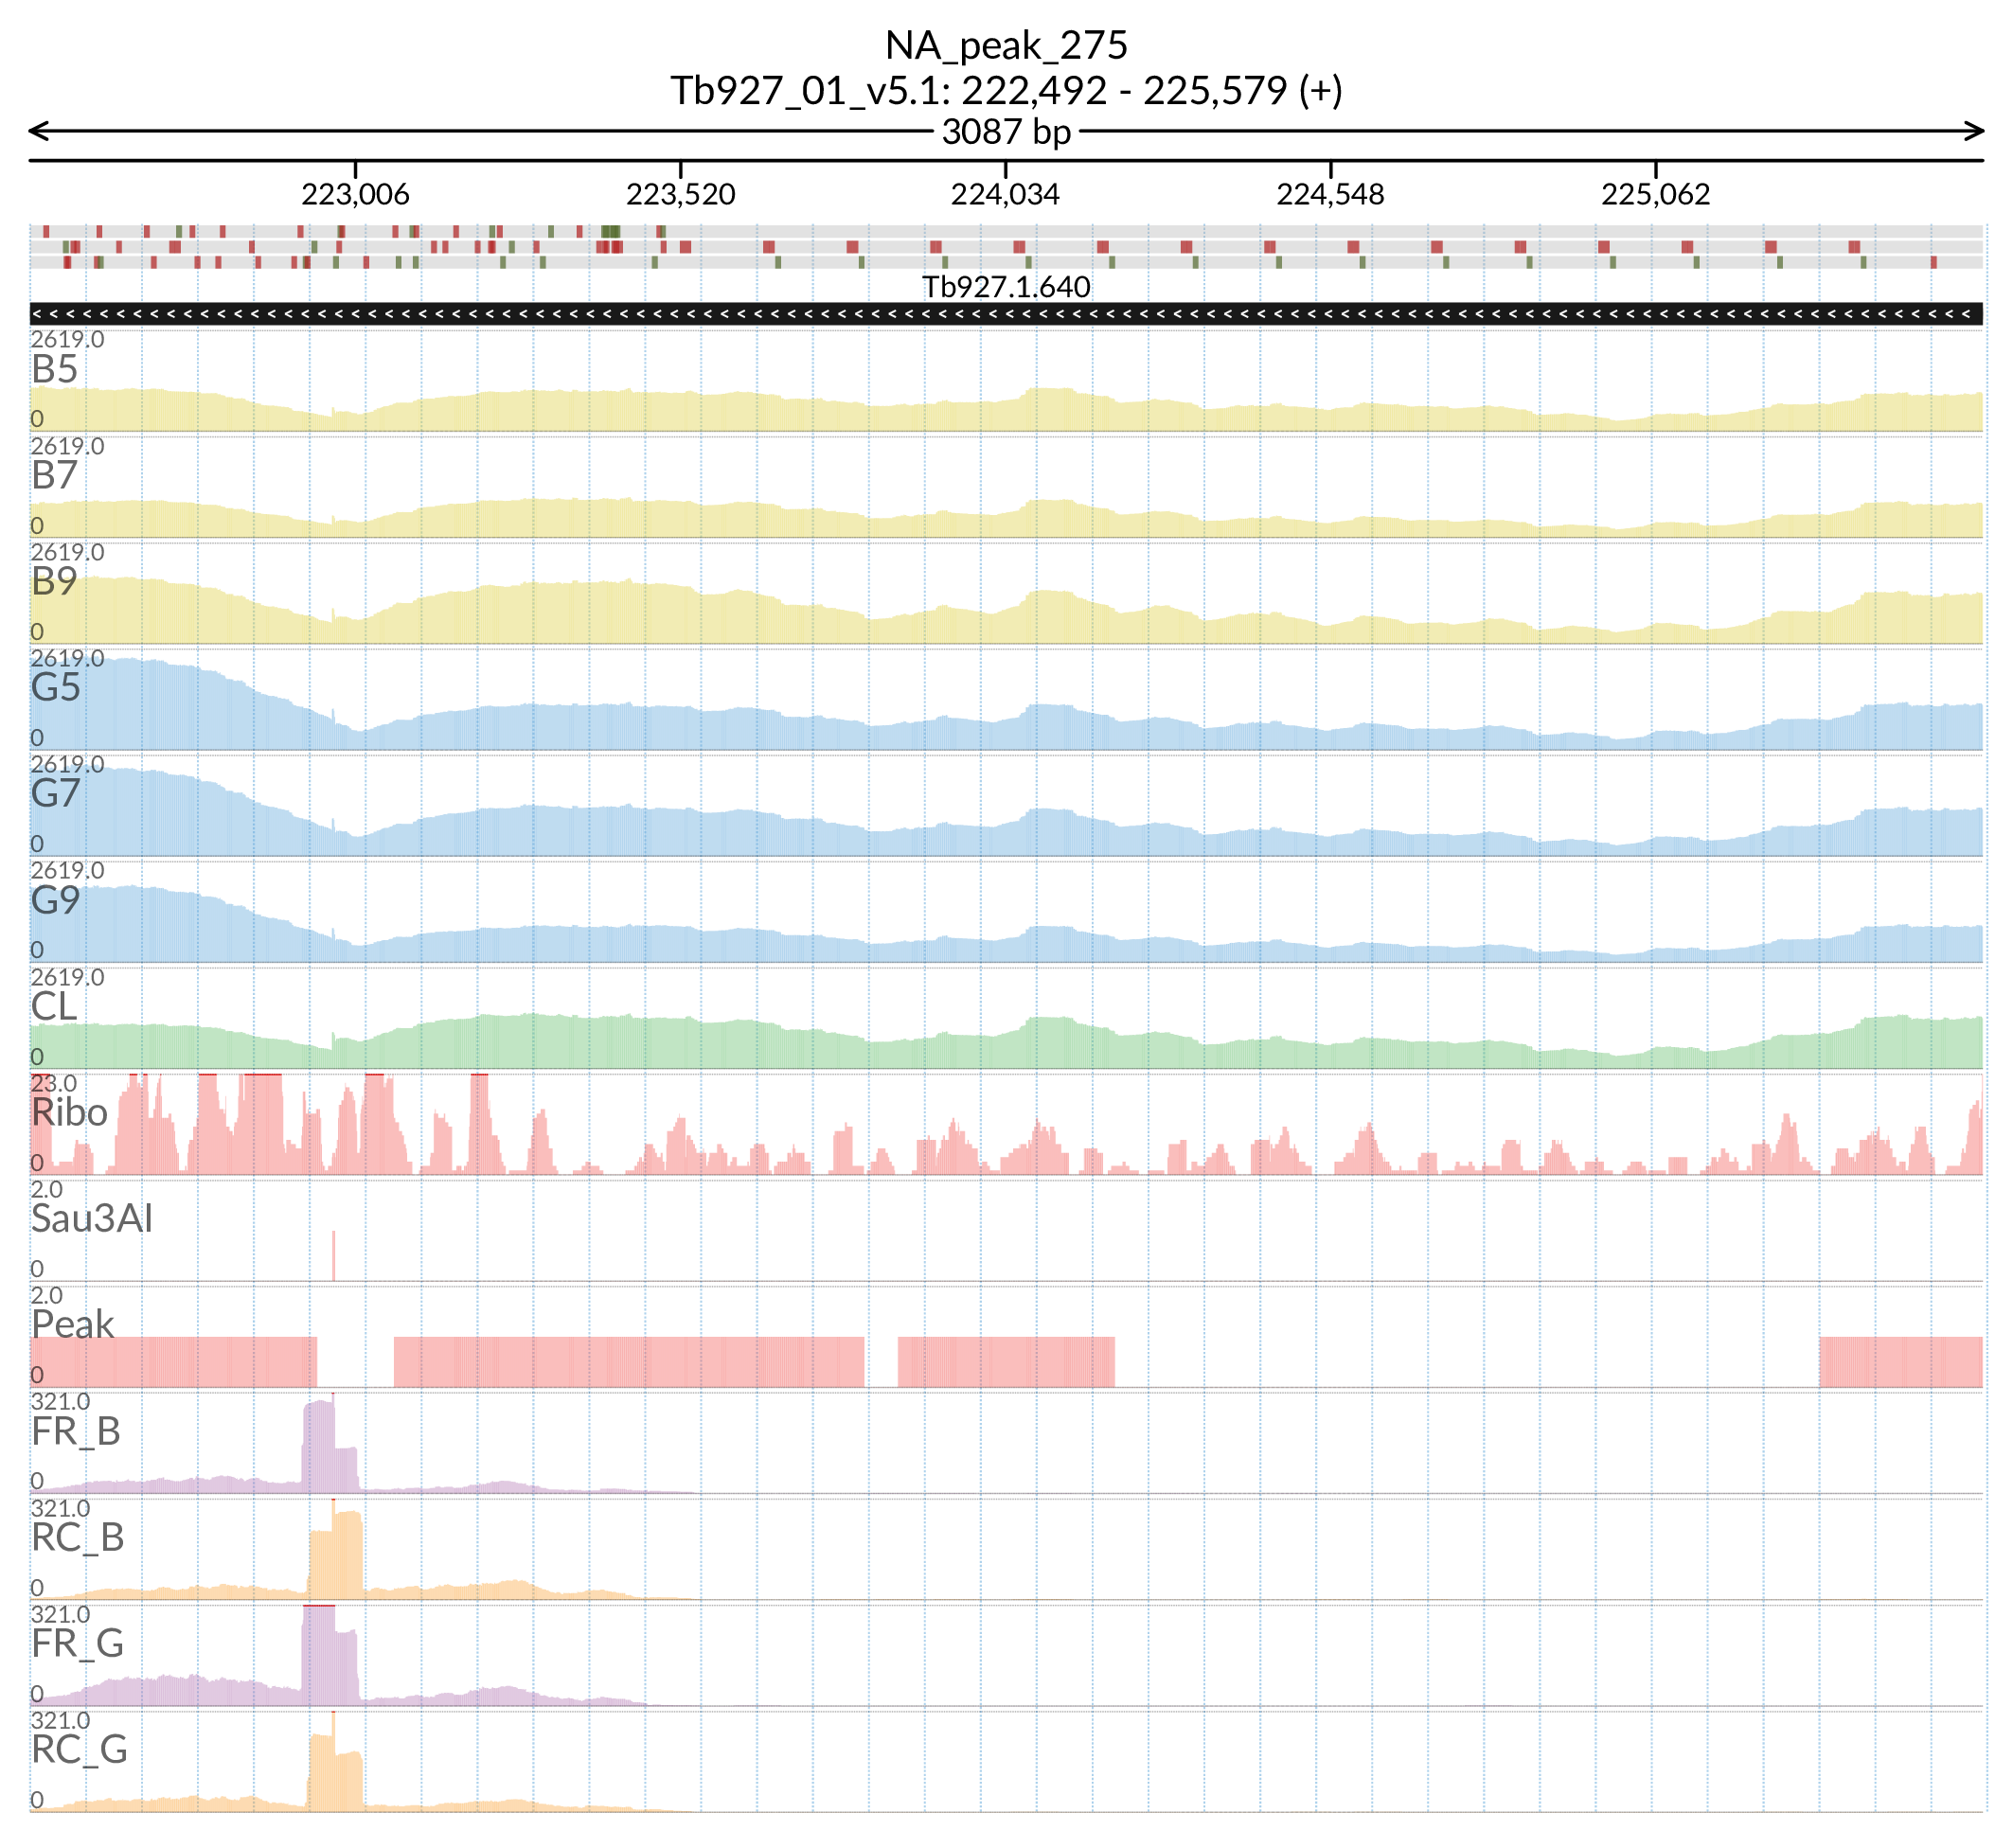 NA_peak_275
Tb927_01_v5.1: 222,492 - 225,579 (+)
3087 bp
223,006 223,520 224,034 224,548 225,062
Tb927.1.640
2619.0
B5
0
2619.0
B7
0
2619.0
B9
0
2619.0
G5
0
2619.0
G7
0
2619.0
G9
0
2619.0
CL
0
23.0
Ribo
0
2.0
Sau3AI
0
2.0
Peak
0
321.0
FR_B
0
321.0
RC_B
0
321.0
FR_G
0
321.0
RC_G
0